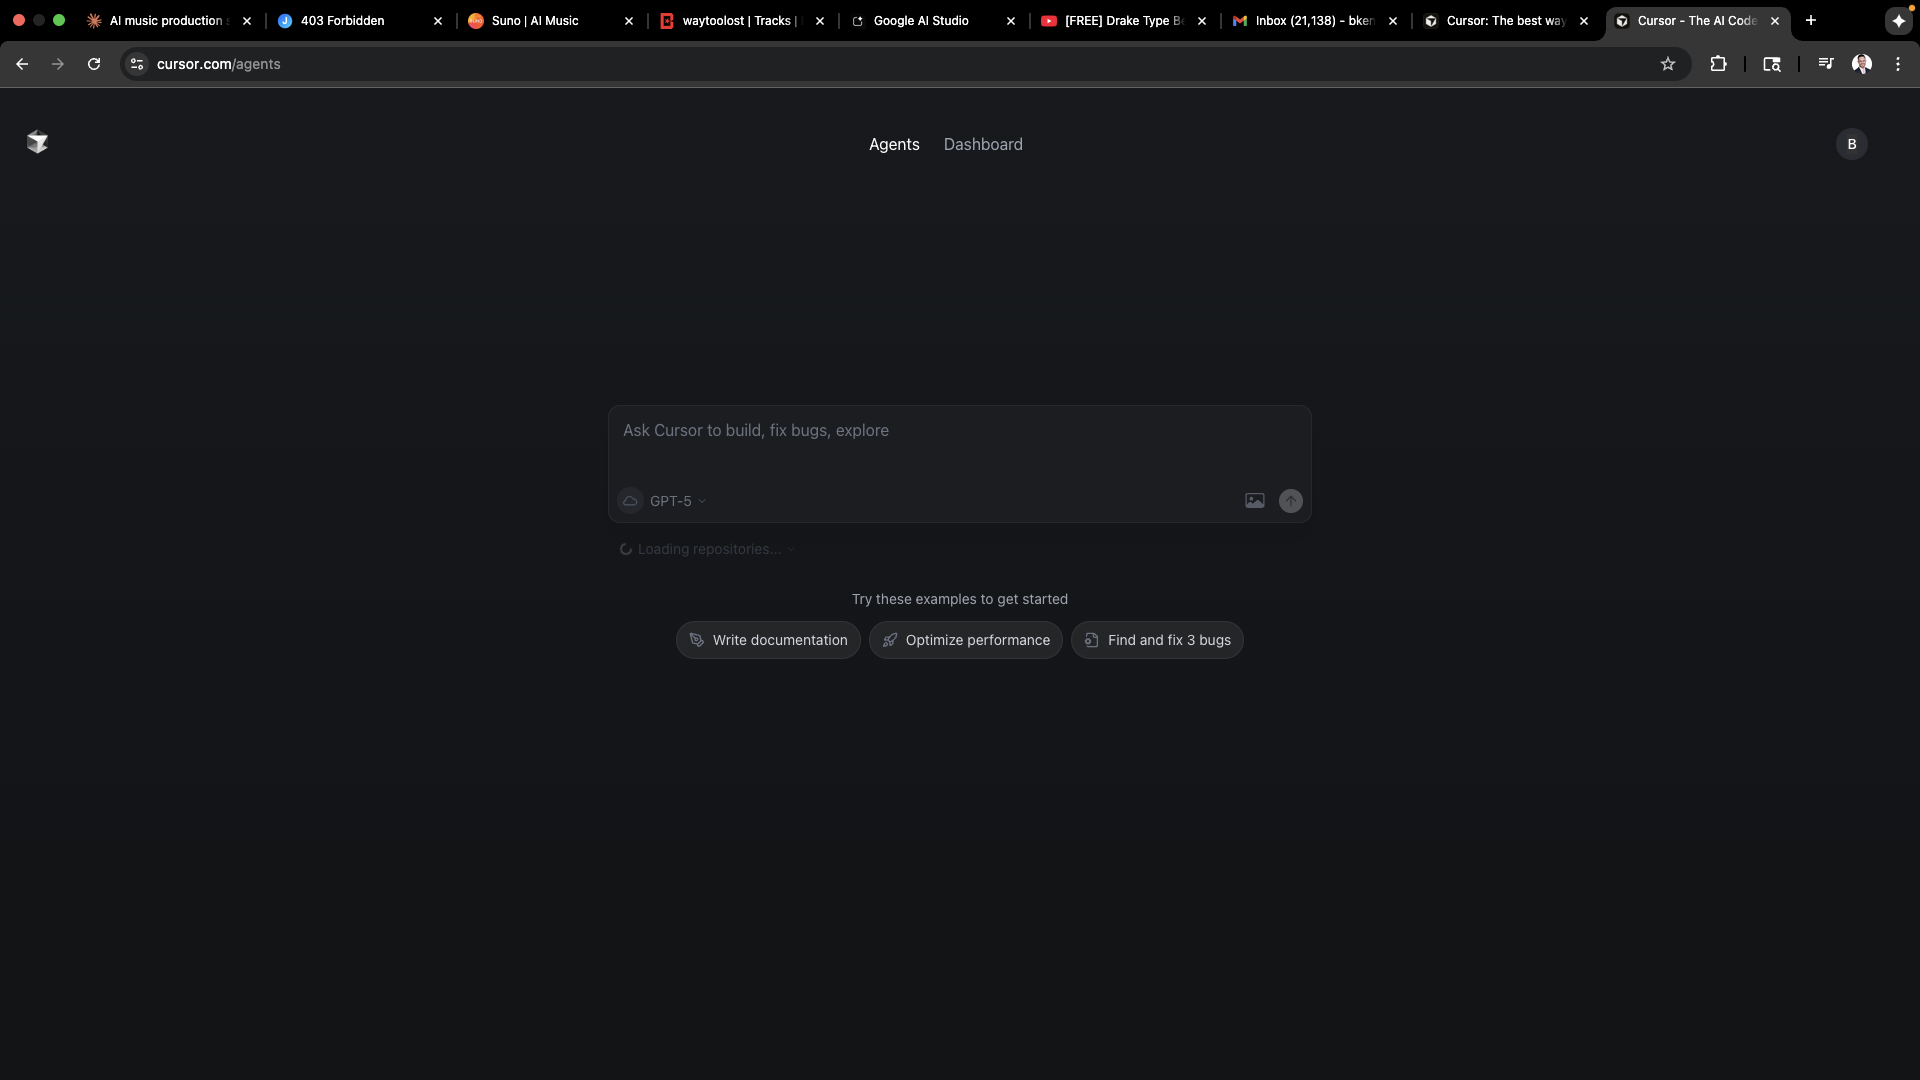 AI music production
403 Forbidden
Suno | AI Music
waytoolost | Tracks |
Google AI Studio
[FREE] Drake Type Be
Inbox (21,138) - bken
Cursor: The best way
Cursor - The AI Code
cursor.com/agents
Agents
Dashboard
B
Ask Cursor to build, fix bugs, explore
GPT-5
Loading repositories...
Try these examples to get started
Write documentation
Optimize performance
Find and fix 3 bugs